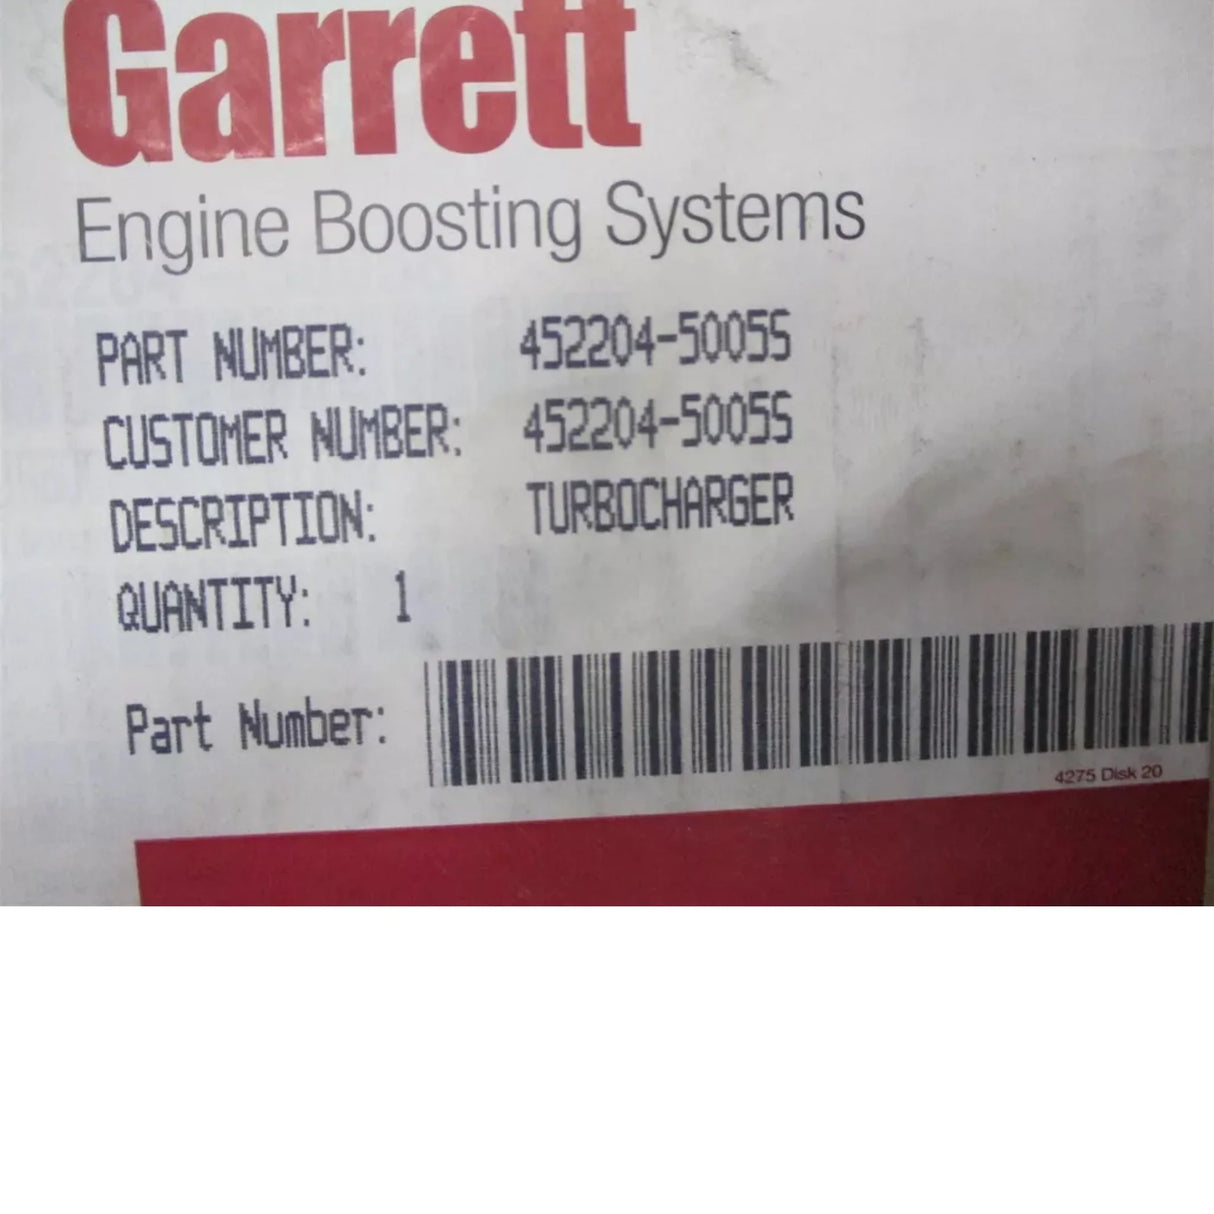 Garrett
Engine Boosting Systems
PART NUMBER: 452204-5005S
CUSTOMER NUMBER: 452204-5005S
DESCRIPTION: TURBOCHARGER
QUANTITY: 1
Part Number:
4275 Disk 20